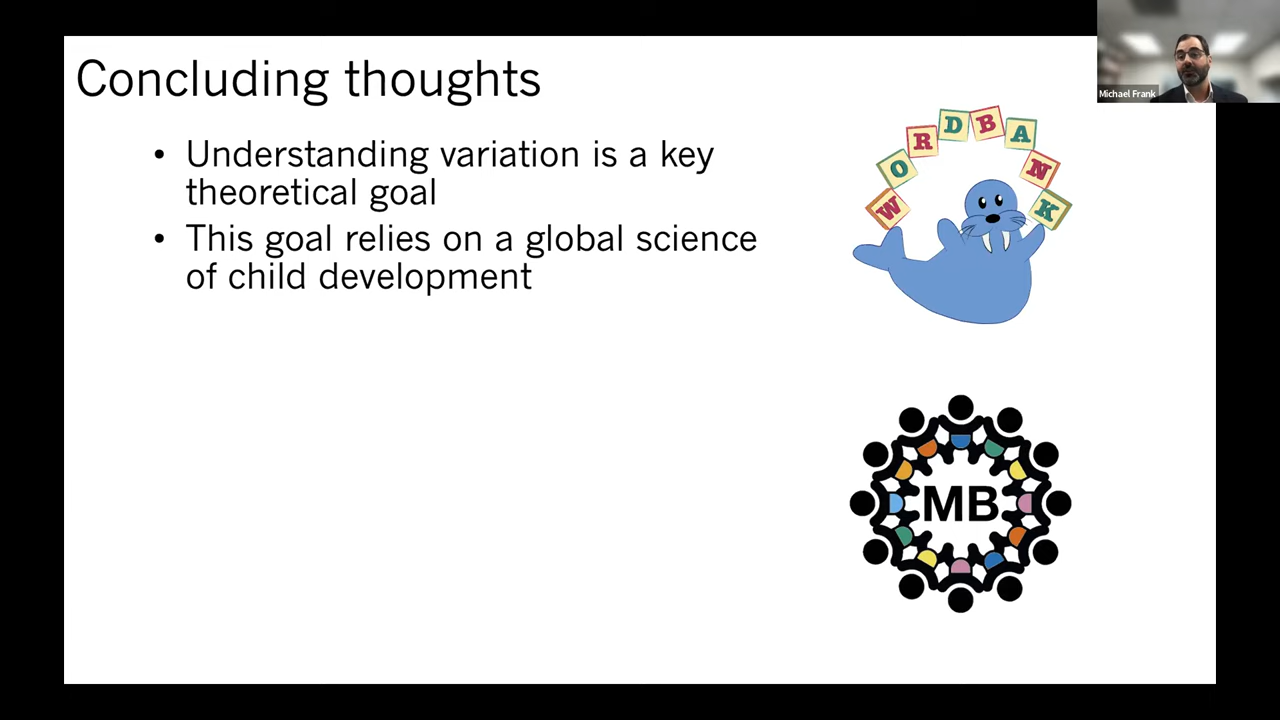 Concluding thoughts
Michael Frank
• Understanding variation is a key
theoretical goal
• This goal relies on a global science
of child development
WORDBANK
MB